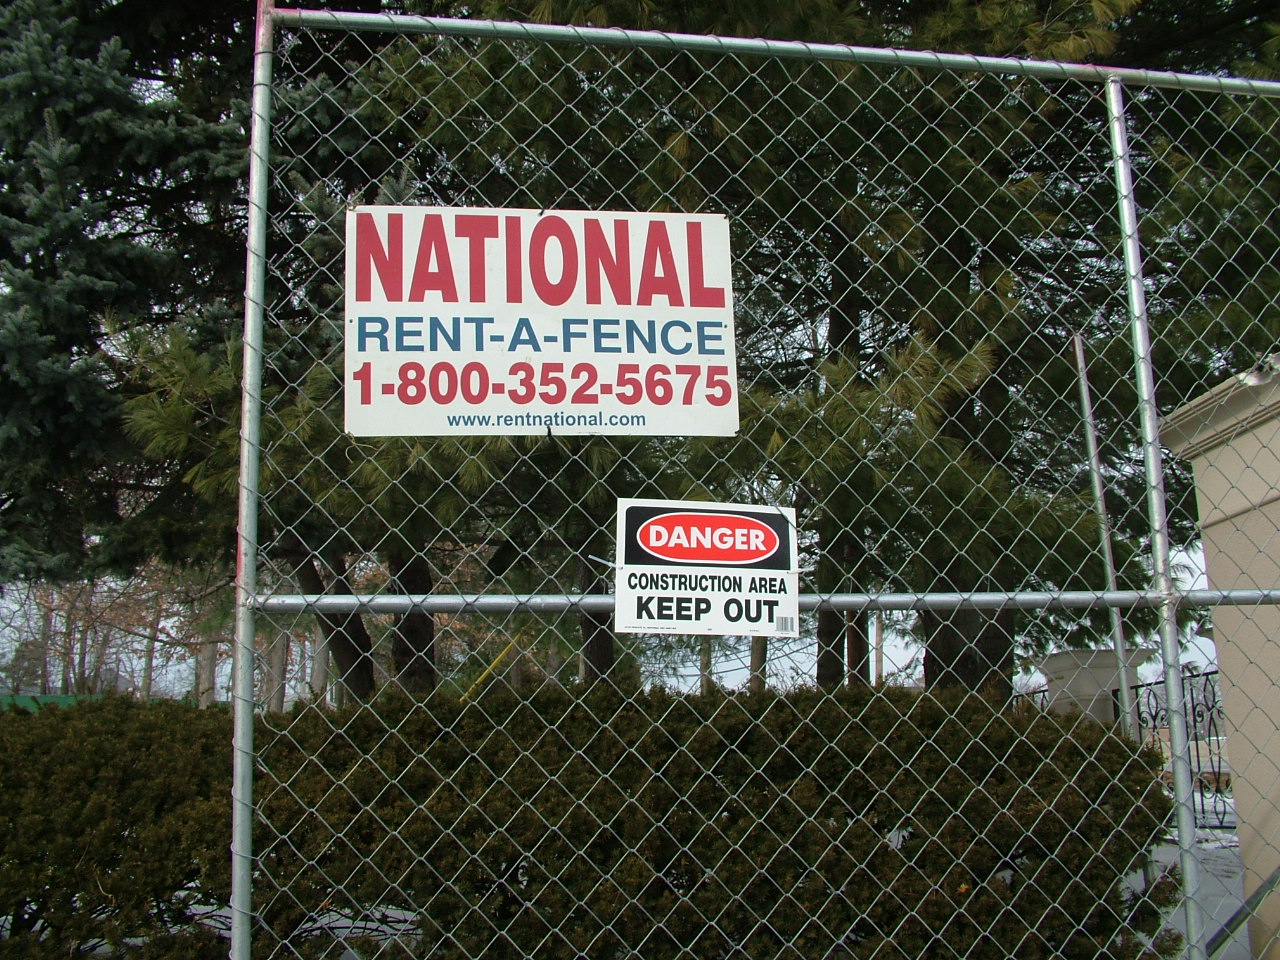 NATIONAL
RENT-A-FENCE
1-800-352-5675
www.rentnational.com
DANGER
CONSTRUCTION AREA
KEEP OUT